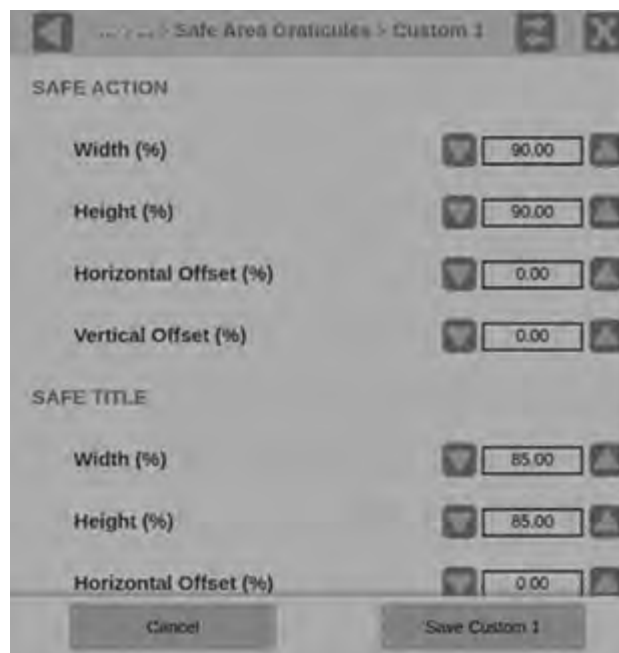 ... > ... > Safe Area Graticules > Custom 1
SAFE ACTION
Width (%) 90.00
Height (%) 90.00
Horizontal Offset (%) 0.00
Vertical Offset (%) 0.00
SAFE TITLE
Width (%) 85.00
Height (%) 85.00
Horizontal Offset (%) 0.00
Cancel Save Custom 1